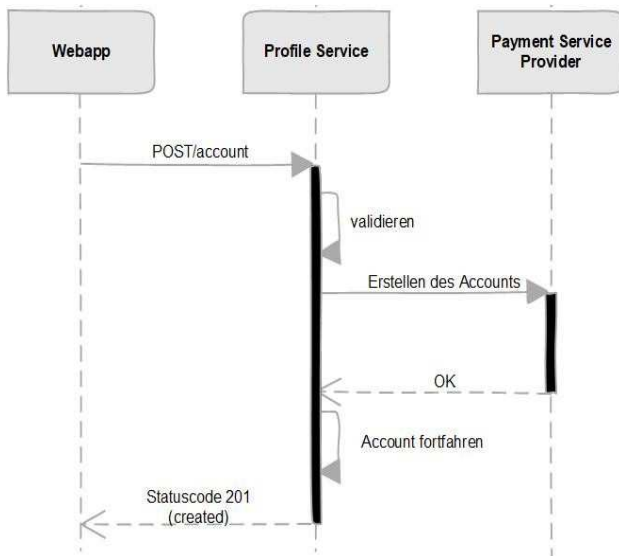 Webapp
Profile Service
Payment Service
Provider
POST/account
validieren
Erstellen des Accounts
OK
Account fortfahren
Statuscode 201
(created)